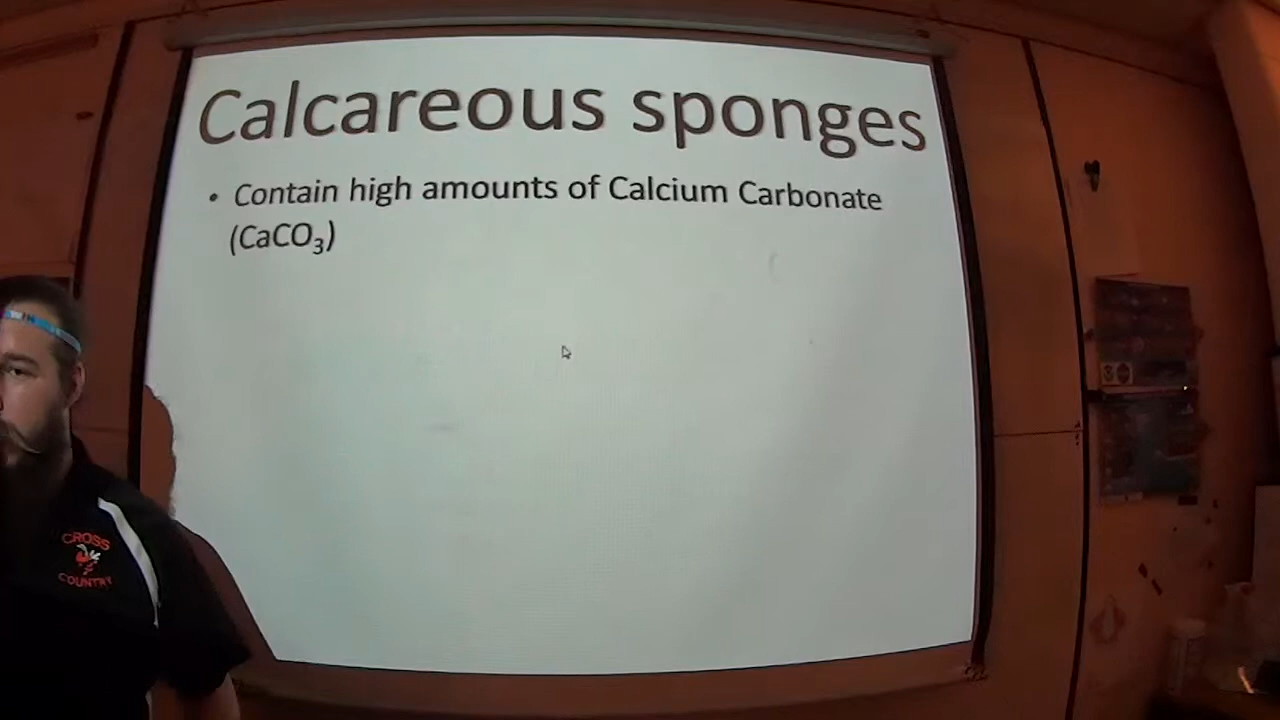 Calcareous sponges
• Contain high amounts of Calcium Carbonate
(CaCO₃)
CROSS
COUNTRY